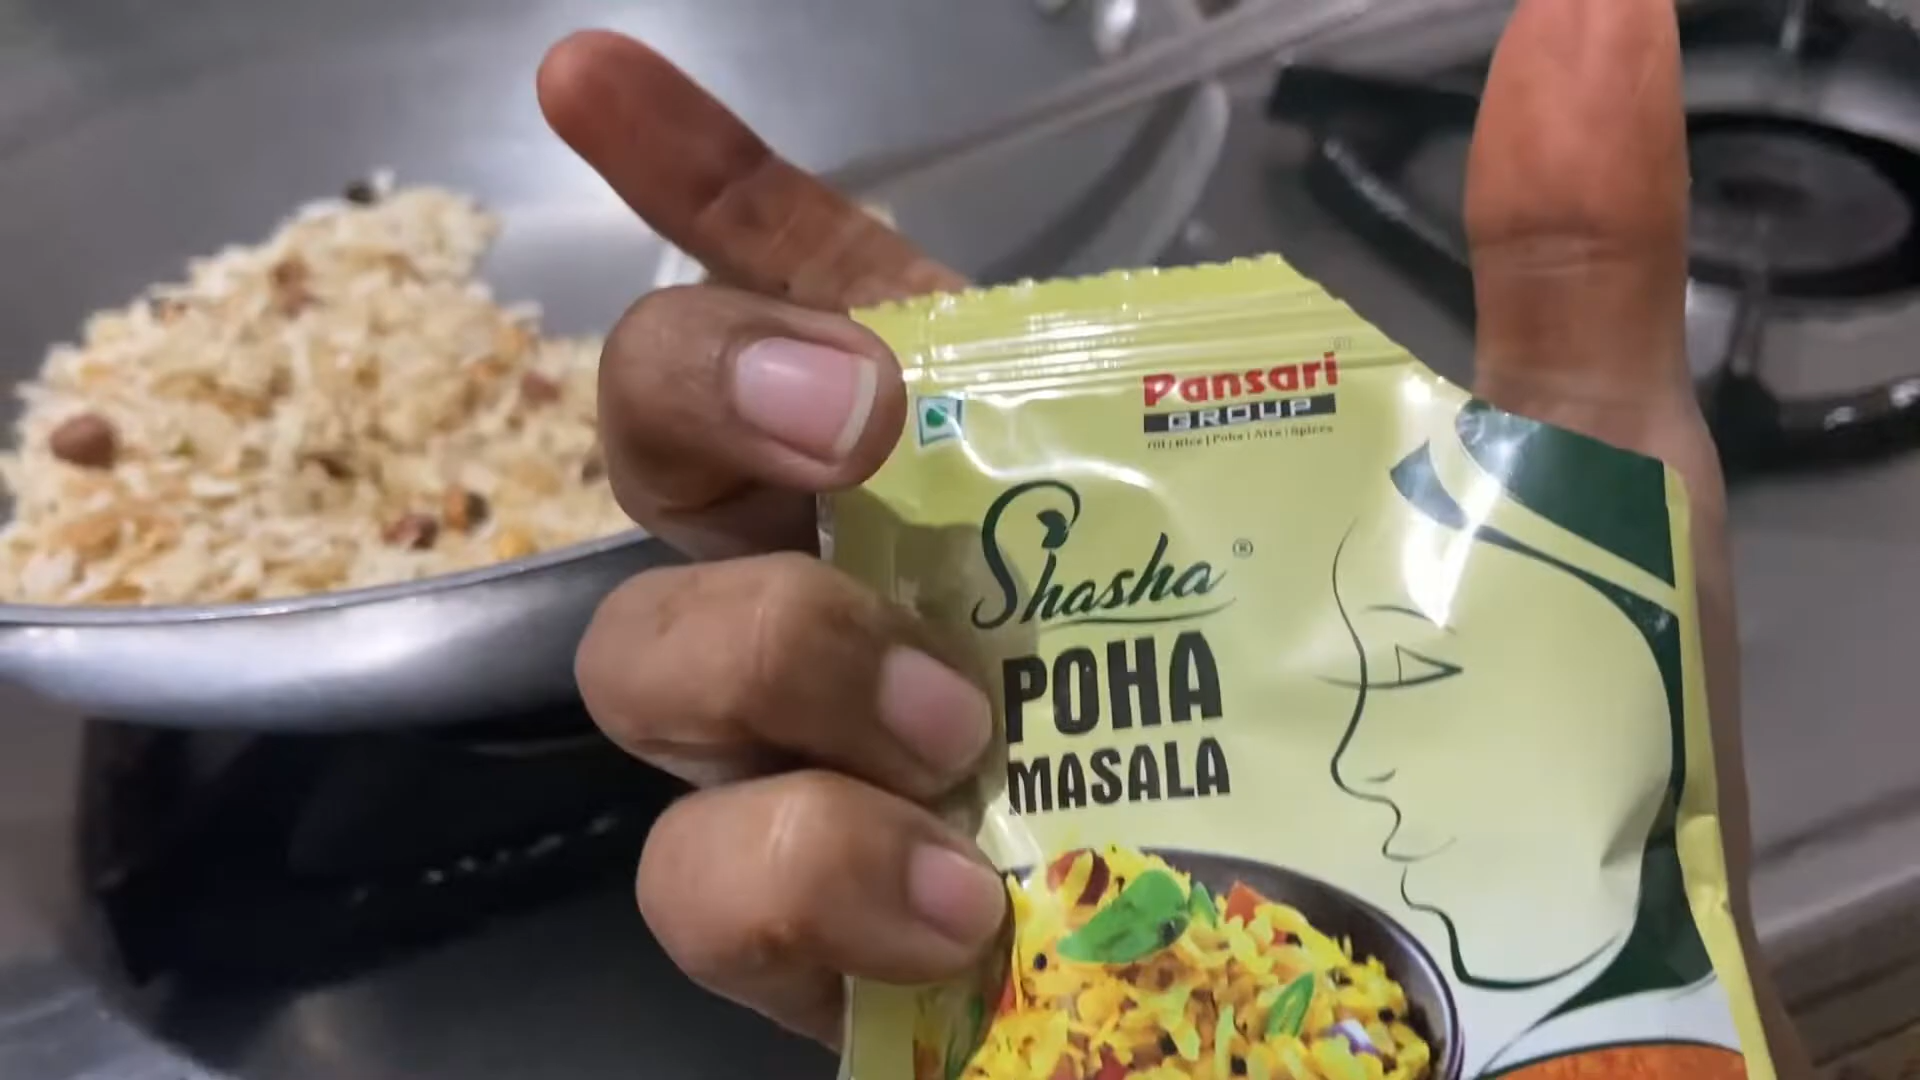 Pansari
GROUP
Oil | Rice | Poha | Atta | Spices
Shasha®
POHA
MASALA